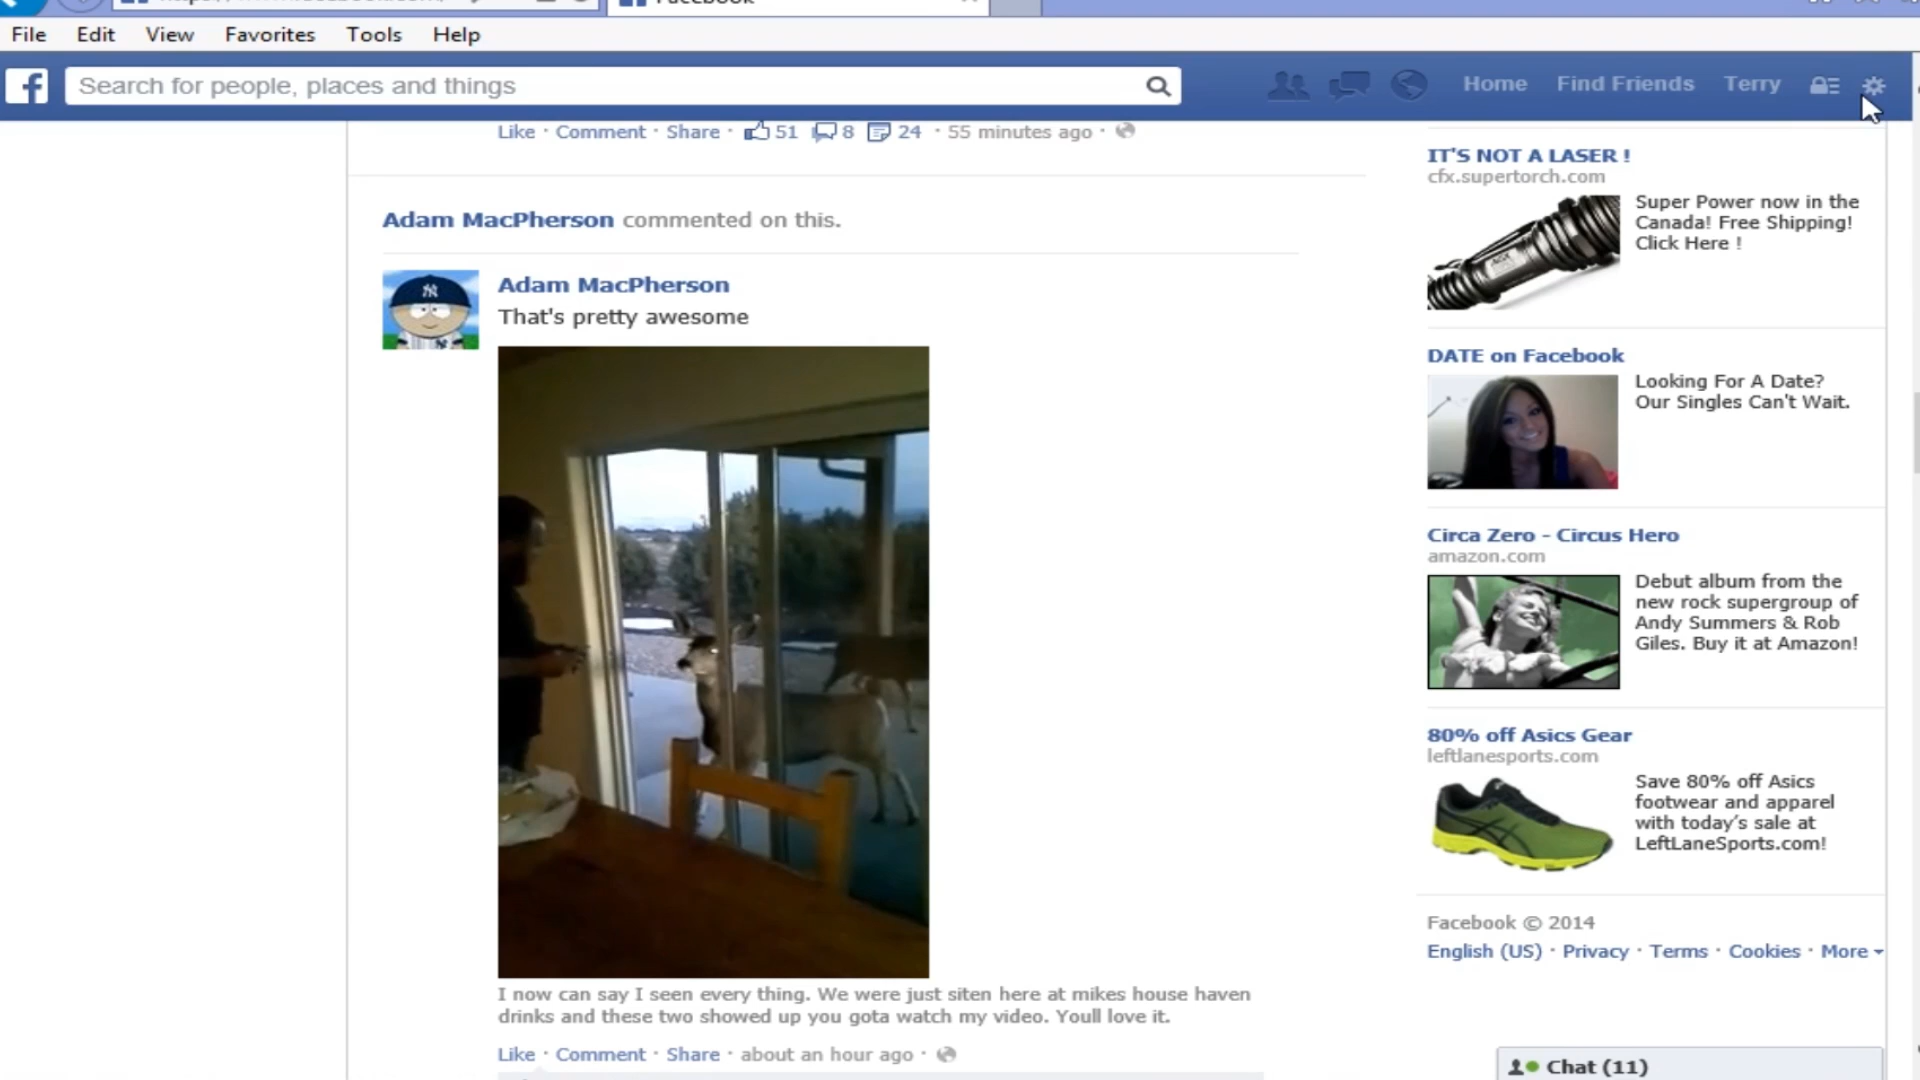 Facebook
File Edit View Favorites Tools Help
f Search for people, places and things Home Find Friends Terry
Like · Comment · Share · 51 8 24 · 55 minutes ago ·
Adam MacPherson commented on this.
Adam MacPherson
That's pretty awesome
I now can say I seen every thing. We were just siten here at mikes house haven
drinks and these two showed up you gota watch my video. Youll love it.
Like · Comment · Share · about an hour ago ·
IT'S NOT A LASER !
cfx.supertorch.com
Super Power now in the
Canada! Free Shipping!
Click Here !
DATE on Facebook
Looking For A Date?
Our Singles Can't Wait.
Circa Zero - Circus Hero
amazon.com
Debut album from the
new rock supergroup of
Andy Summers & Rob
Giles. Buy it at Amazon!
80% off Asics Gear
leftlanesports.com
Save 80% off Asics
footwear and apparel
with today's sale at
LeftLaneSports.com!
Facebook © 2014
English (US) · Privacy · Terms · Cookies · More
Chat (11)